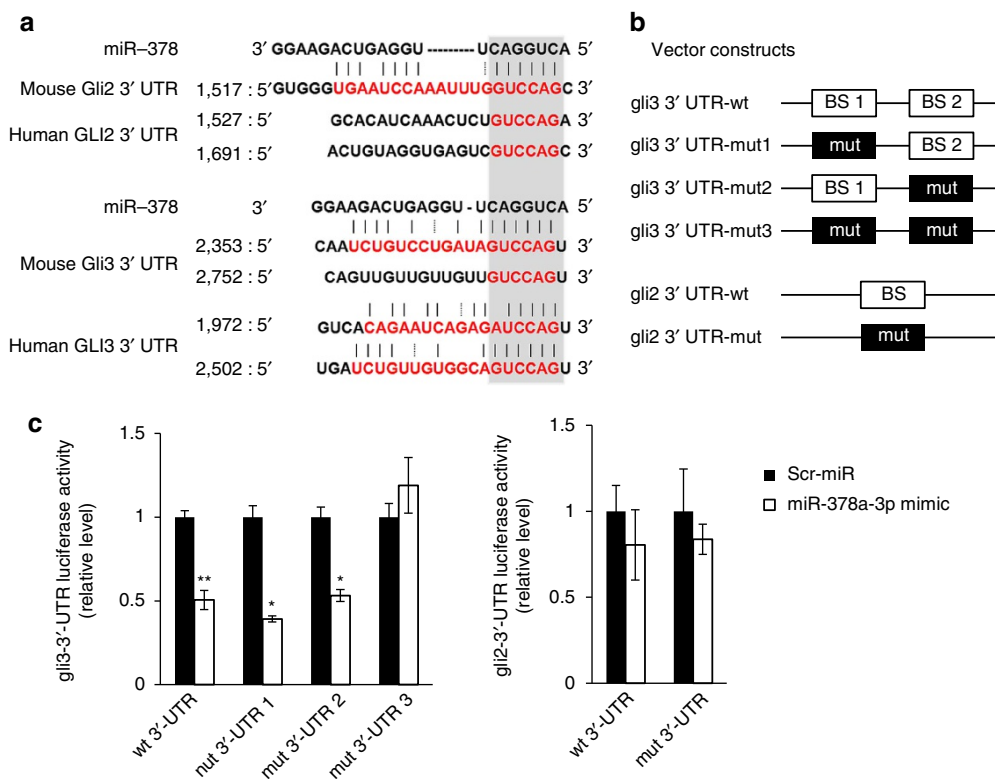 a
miR–378 3′ GGAAGACUGAGGU---------UCAGGUCA 5′
Mouse Gli2 3′ UTR 1,517 : 5′ GUGGGUGAAUCCAAAUUUGGUCCAGC 3′
Human GLI2 3′ UTR 1,527 : 5′ GCACAUCAAACUCUGUCCAGA 3′
1,691 : 5′ ACUGUAGGUGAGUCGUCCAGC 3′
miR–378 3′ GGAAGACUGAGGU-UCAGGUCA 5′
Mouse Gli3 3′ UTR 2,353 : 5′ CAAUCUGUCCUGAUAGUCCAGU 3′
2,752 : 5′ CAGUUGUUGUUGUUGUCCAGU 3′
Human GLI3 3′ UTR 1,972 : 5′ GUCACAGAAUCAGAGAUCCAGU 3′
2,502 : 5′ UGAUCUGUUGUGGCAGUCCAGU 3′
b
Vector constructs
gli3 3′ UTR-wt BS 1 BS 2
gli3 3′ UTR-mut1 mut BS 2
gli3 3′ UTR-mut2 BS 1 mut
gli3 3′ UTR-mut3 mut mut
gli2 3′ UTR-wt BS
gli2 3′ UTR-mut mut
c
gli3-3′-UTR luciferase activity
(relative level)
1.5
1
0.5
0
**
*
*
wt 3′-UTR
nut 3′-UTR 1
mut 3′-UTR 2
mut 3′-UTR 3
gli2-3′-UTR luciferase activity
(relative level)
1.5
1
0.5
0
wt 3′-UTR
mut 3′-UTR
Scr-miR
miR-378a-3p mimic